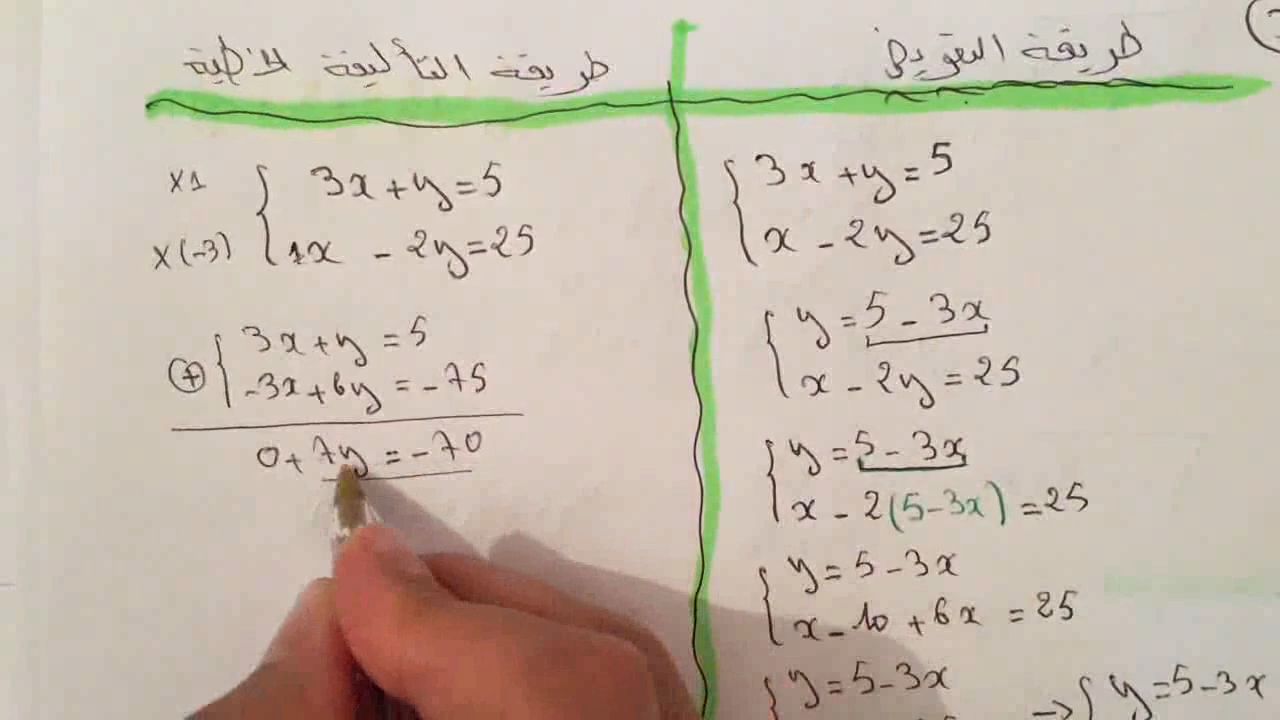 طريقة التعويض
3x + y = 5
x - 2y = 25
y = 5 - 3x
x - 2y = 25
y = 5 - 3x
x - 2(5-3x) = 25
y = 5 - 3x
x - 10 + 6x = 25
y = 5 - 3x → y = 5 - 3x
طريقة التأليفة الخطية
x1 3x + y = 5
x(-3) 1x - 2y = 25
3x + y = 5
+ -3x + 6y = -75
0 + 7y = -70